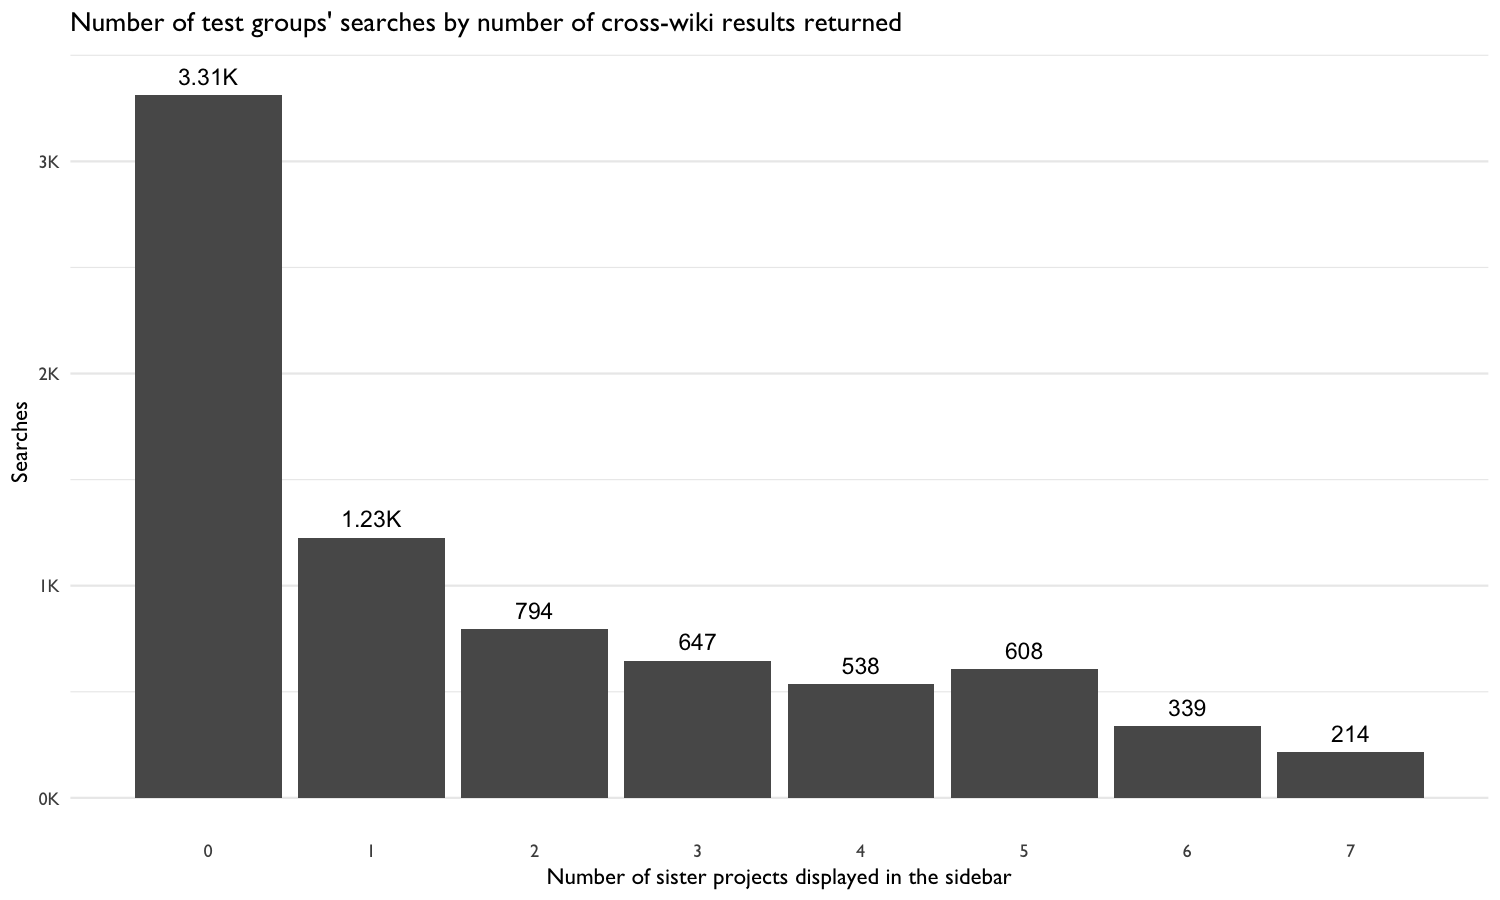 Number of test groups' searches by number of cross-wiki results returned
3.31K
3K
2K
Searches
1.23K
1K
794
647
538
608
339
214
0K
0 1 2 3 4 5 6 7
Number of sister projects displayed in the sidebar